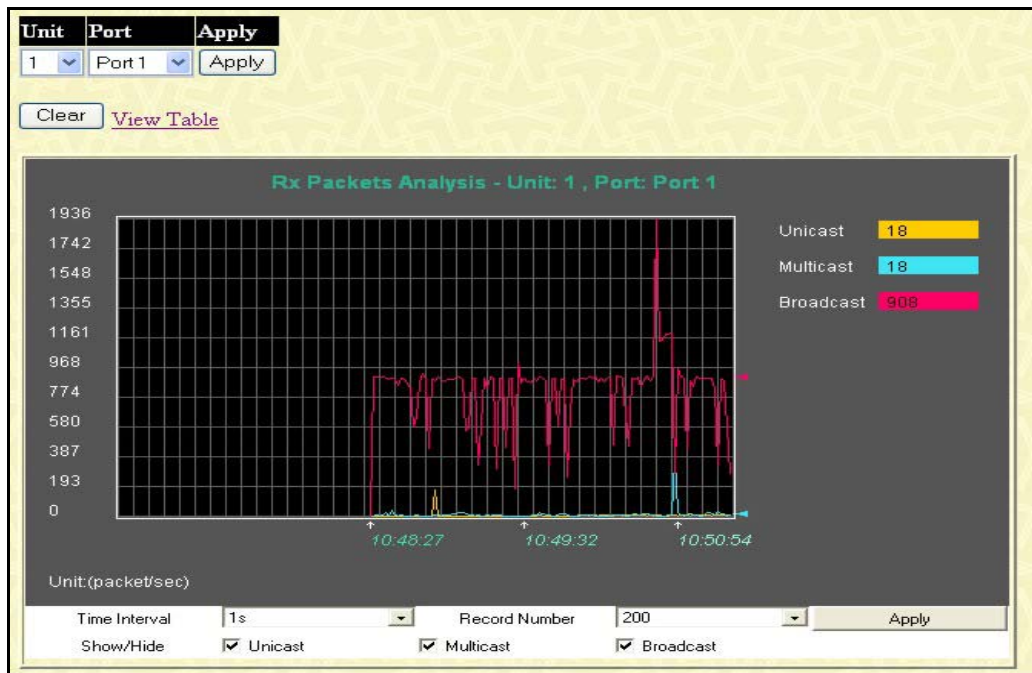 Unit Port Apply
1 Port 1 Apply
Clear View Table
Rx Packets Analysis - Unit: 1 , Port: Port 1
1936
1742
1548
1355
1161
968
774
580
387
193
0
Unicast 18
Multicast 18
Broadcast 908
10:48:27 10:49:32 10:50:54
Unit:(packet/sec)
Time Interval 1s Record Number 200 Apply
Show/Hide Unicast Multicast Broadcast